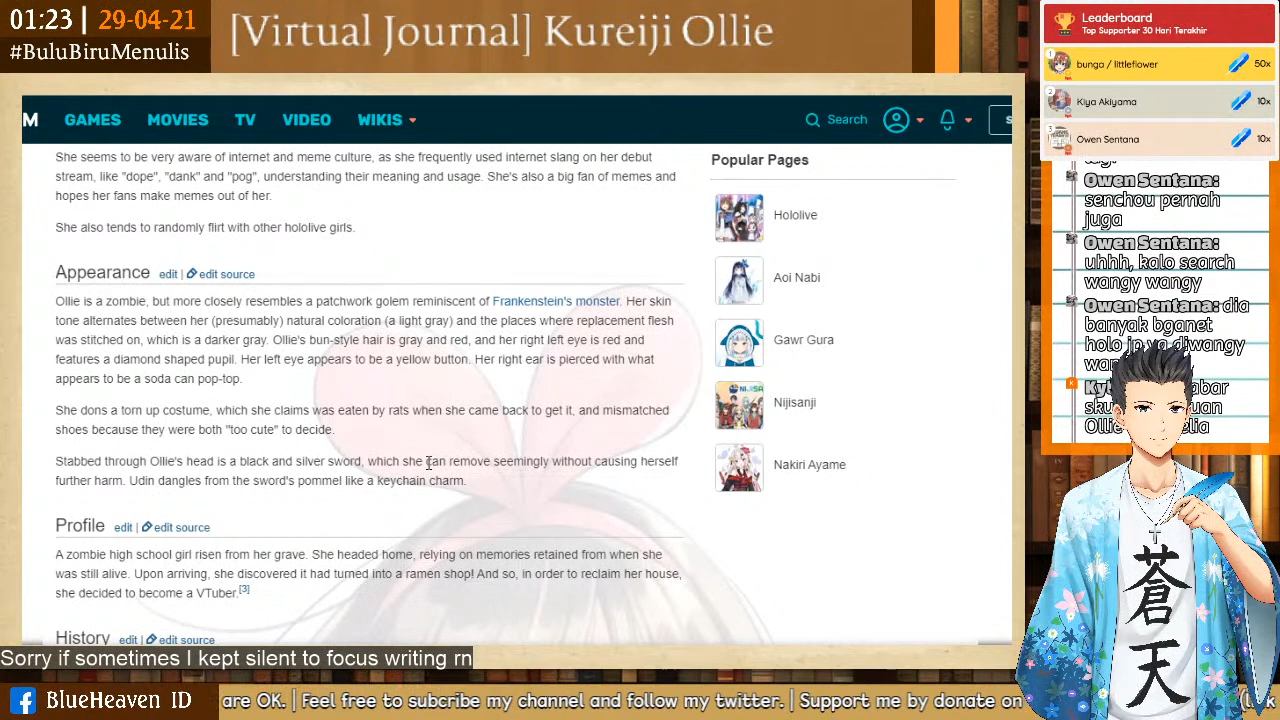 01:23 | 29-04-21
#BuluBiruMenulis
[Virtual Journal] Kureiji Ollie
Leaderboard
Top Supporter 30 Hari Terakhir
1 bunga / littleflower 50x
2 Kiya Akiyama 10x
3 Owen Sentana 10x
M GAMES MOVIES TV VIDEO WIKIS Search S
She seems to be very aware of internet and meme culture, as she frequently used internet slang on her debut
stream, like "dope", "dank" and "pog", understanding their meaning and usage. She's also a big fan of memes and
hopes her fans make memes out of her.
She also tends to randomly flirt with other hololive girls.
Appearance edit | edit source
Ollie is a zombie, but more closely resembles a patchwork golem reminiscent of Frankenstein's monster. Her skin
tone alternates between her (presumably) natural coloration (a light gray) and the places where replacement flesh
was stitched on, which is a darker gray. Ollie's bun style hair is gray and red, and her right left eye is red and
features a diamond shaped pupil. Her left eye appears to be a yellow button. Her right ear is pierced with what
appears to be a soda can pop-top.
She dons a torn up costume, which she claims was eaten by rats when she came back to get it, and mismatched
shoes because they were both "too cute" to decide.
Stabbed through Ollie's head is a black and silver sword, which she can remove seemingly without causing herself
further harm. Udin dangles from the sword's pommel like a keychain charm.
Profile edit | edit source
A zombie high school girl risen from her grave. She headed home, relying on memories retained from when she
was still alive. Upon arriving, she discovered it had turned into a ramen shop! And so, in order to reclaim her house,
she decided to become a VTuber.[3]
History edit | edit source
Popular Pages
Hololive
Aoi Nabi
Gawr Gura
Nijisanji
Nakiri Ayame
Owen Sentana:
senchou pernah
juga
Owen Sentana:
uhhh, kalo search
wangy wangy
Owen Sentana: dia
banyak bganet
holo jp yg diwangy
蒼天
Sorry if sometimes I kept silent to focus writing rn
BlueHeaven ID
are OK. | Feel free to subcribe my channel and follow my twitter. | Support me by donate on